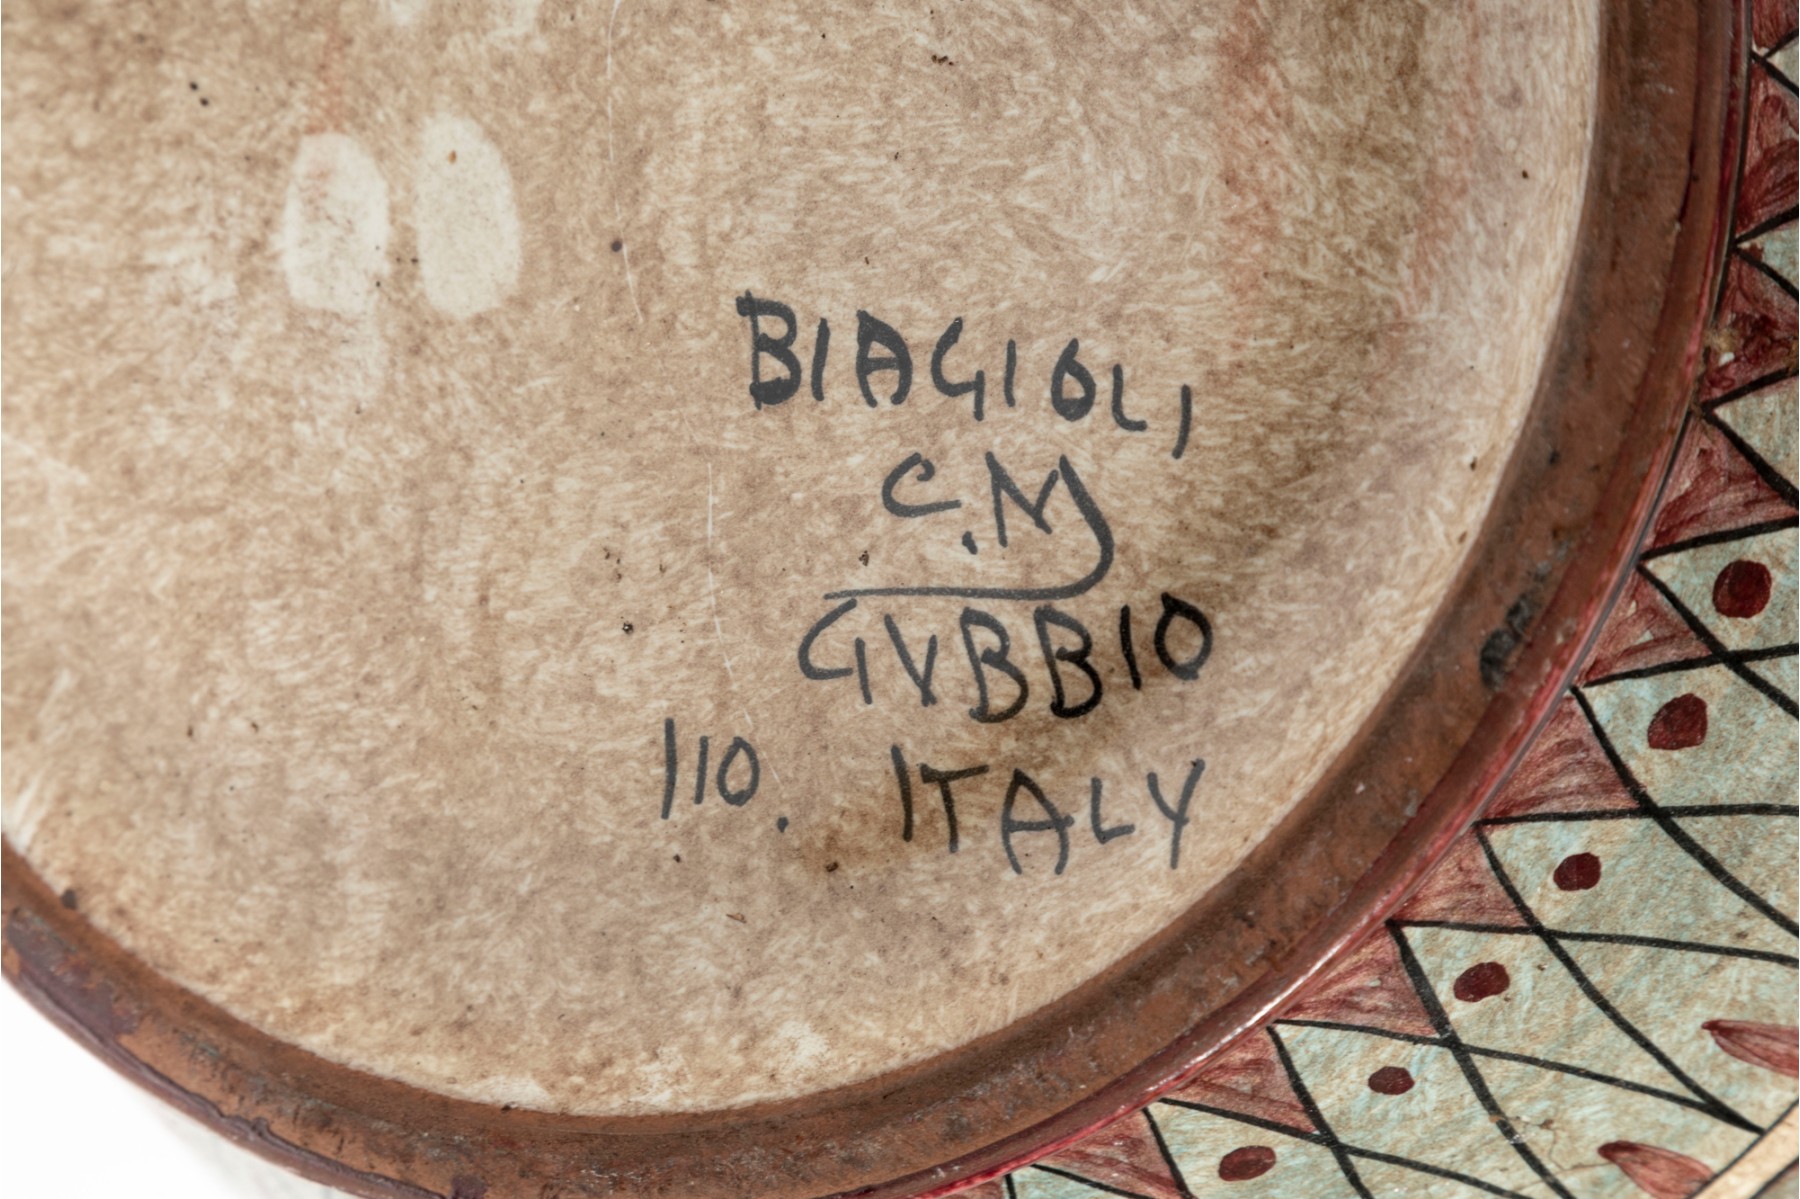 BIAGIOLI
C.M
GVBBIO
110. ITALY